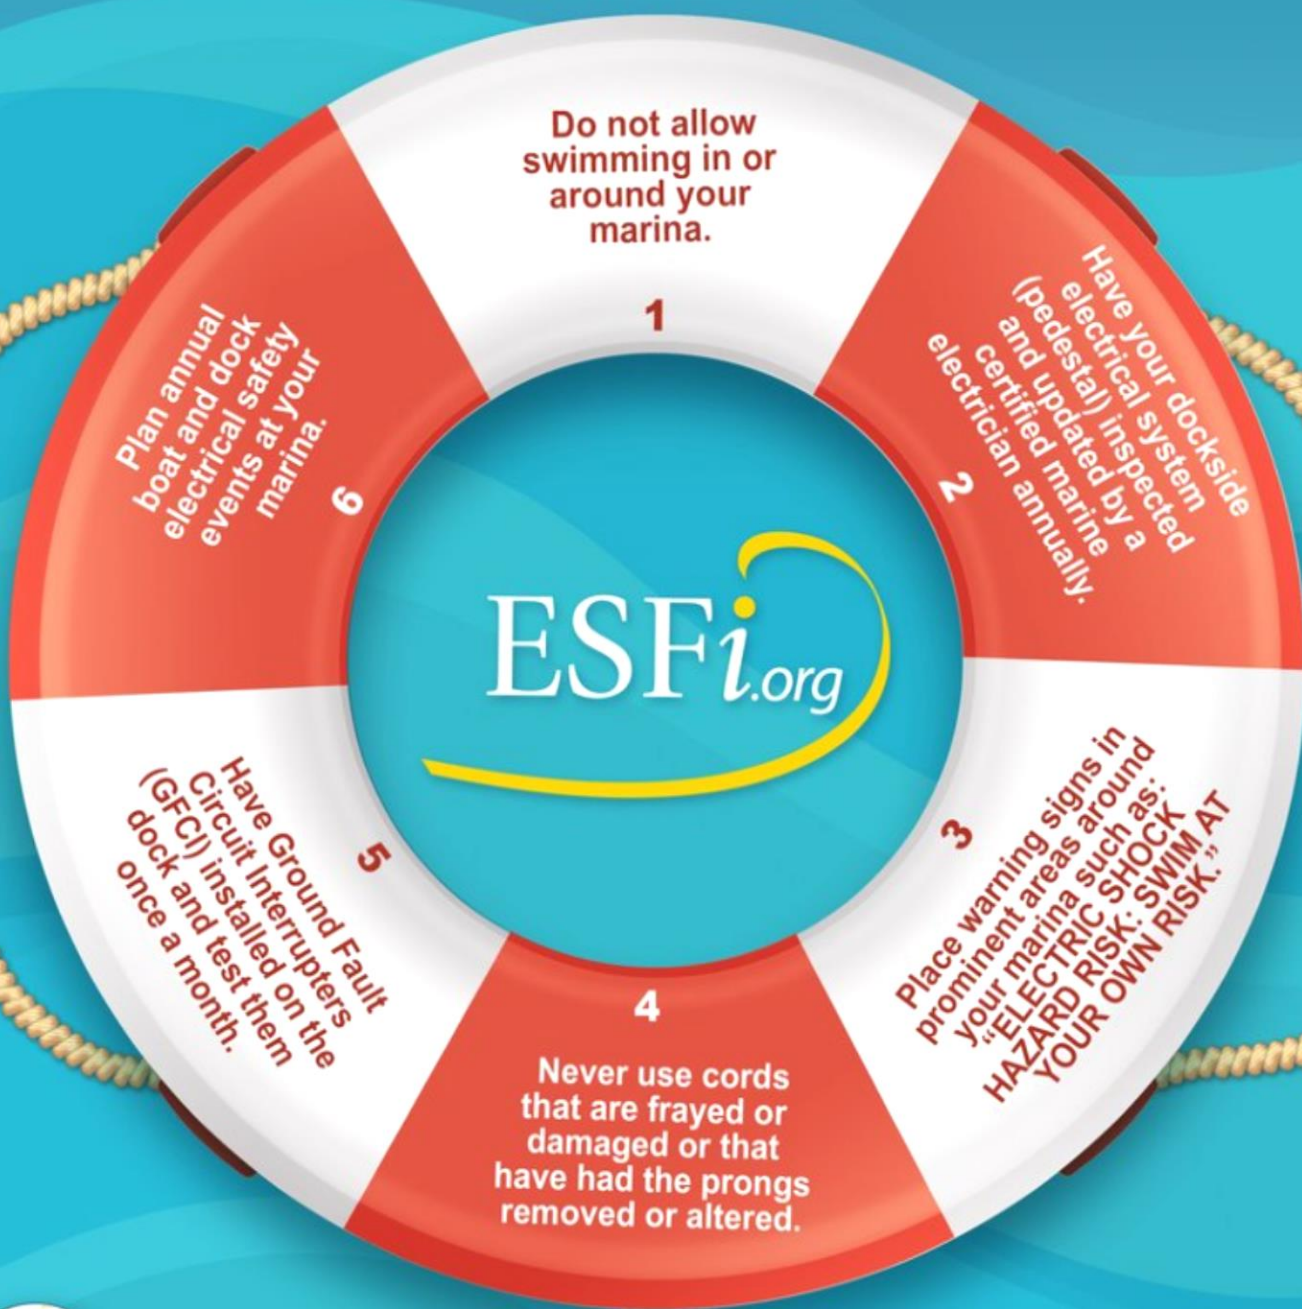 Do not allow
swimming in or
around your
marina.
1
Have your dockside
electrical system
(pedestal) inspected
and updated by a
certified marine
electrician annually.
2
Place warning signs in
prominent areas around
your marina such as:
“ELECTRIC SHOCK
HAZARD RISK: SWIM AT
YOUR OWN RISK.”
3
4
Never use cords
that are frayed or
damaged or that
have had the prongs
removed or altered.
5
Have Ground Fault
Circuit Interrupters
(GFCI) installed on the
dock and test them
once a month.
6
Plan annual
boat and dock
electrical safety
events at your
marina.
ESFi.org